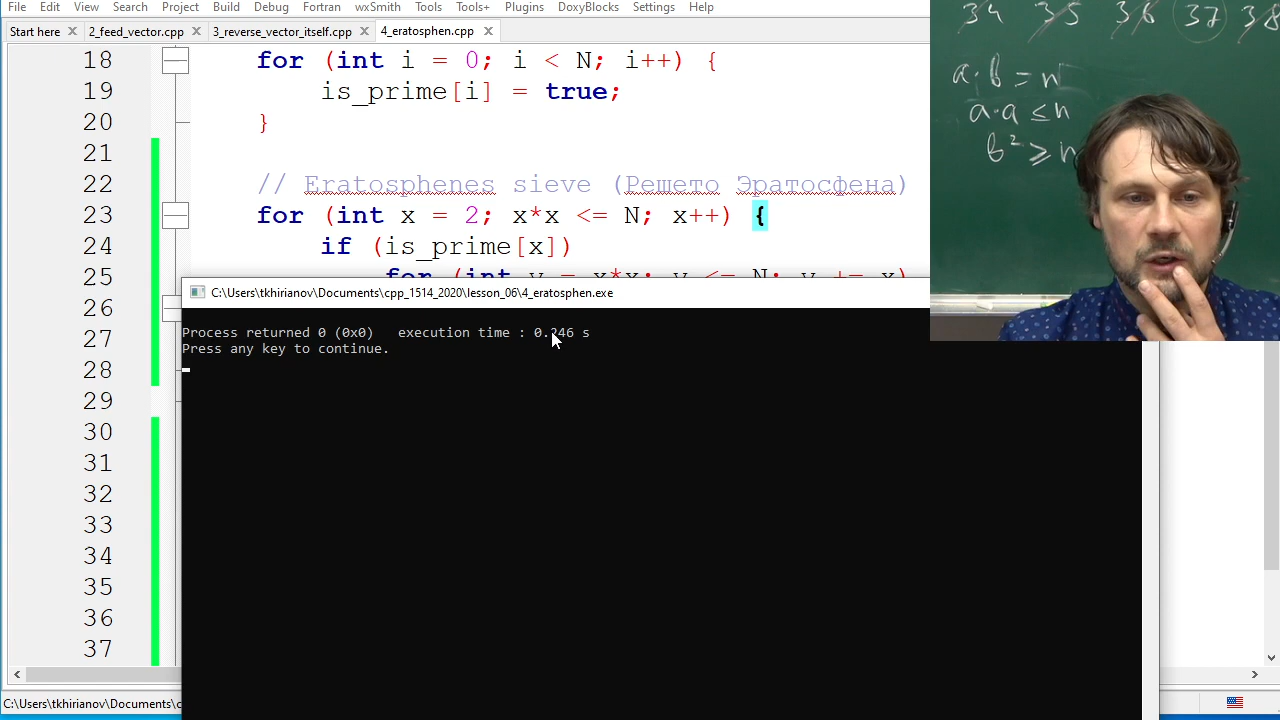 File Edit View Search Project Build Debug Fortran wxSmith Tools Tools+ Plugins DoxyBlocks Settings Help
Start here 2_feed_vector.cpp 3_reverse_vector_itself.cpp 4_eratosphen.cpp
18 for (int i = 0; i < N; i++) {
19 is_prime[i] = true;
20 }
21
22 // Eratosphenes sieve (Решето Эратосфена)
23 for (int x = 2; x*x <= N; x++) {
24 if (is_prime[x])
25 for (int y = x*x; y <= N; y += x)
26
27
28
29
30
31
32
33
34
35
36
37
C:\Users\tkhirianov\Documents\cpp_1514_2020\lesson_06\4_eratosphen.exe
Process returned 0 (0x0) execution time : 0.246 s
Press any key to continue.
C:\Users\tkhirianov\Documents\c
34 35 36 37 38
a·b = n
a·a ≤ n
b² ≥ n